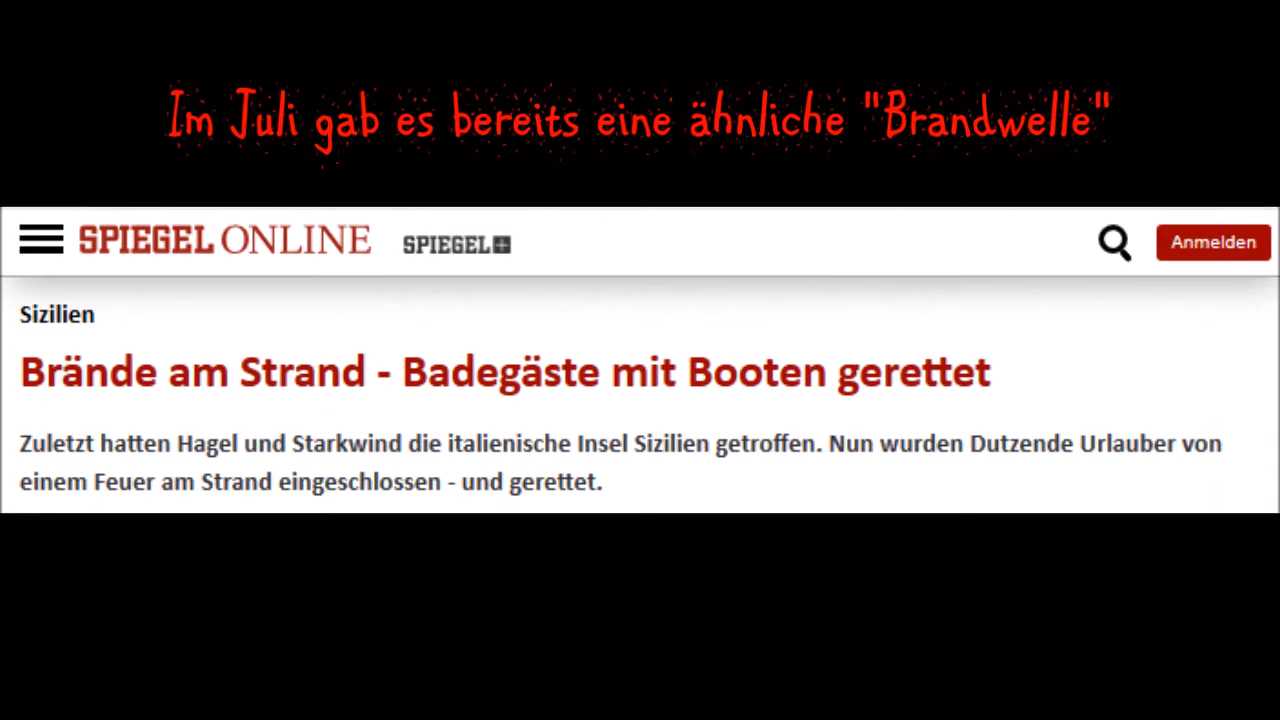 Im Juli gab es bereits eine ähnliche "Brandwelle"
SPIEGEL ONLINE SPIEGEL+ Anmelden
Sizilien
Brände am Strand - Badegäste mit Booten gerettet
Zuletzt hatten Hagel und Starkwind die italienische Insel Sizilien getroffen. Nun wurden Dutzende Urlauber von
einem Feuer am Strand eingeschlossen - und gerettet.